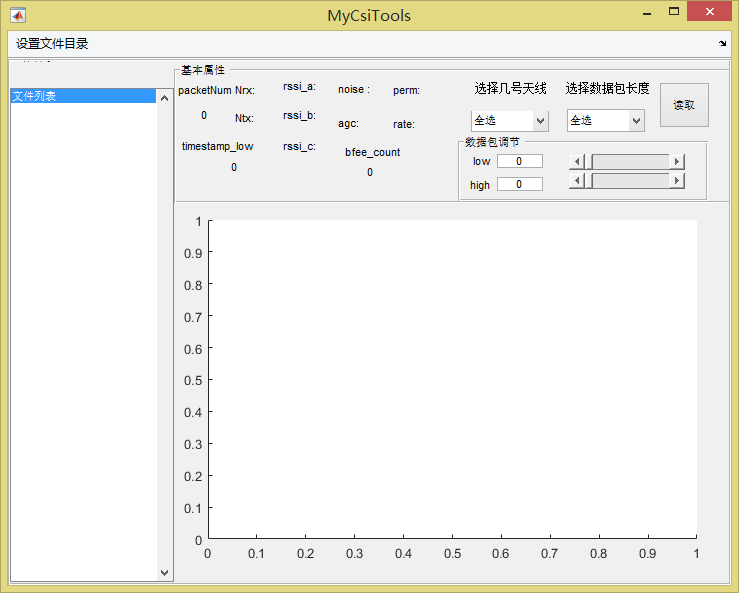 MyCsiTools
设置文件目录
文件列表
基本属性
packetNum Nrx: rssi_a: noise : perm: 选择几号天线 选择数据包长度
0 Ntx: rssi_b: agc: rate: 全选 全选 读取
timestamp_low rssi_c: bfee_count
0 0
数据包调节
low 0
high 0
1
0.9
0.8
0.7
0.6
0.5
0.4
0.3
0.2
0.1
0
0 0.1 0.2 0.3 0.4 0.5 0.6 0.7 0.8 0.9 1